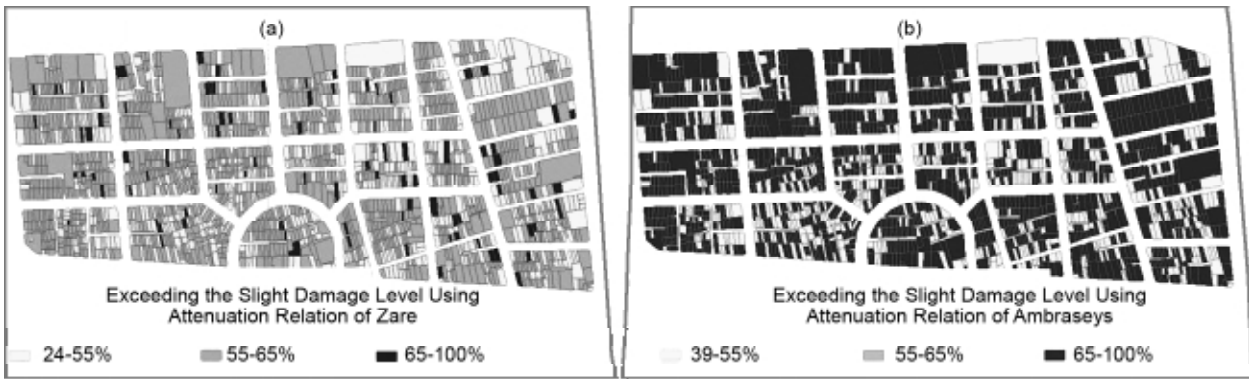 (a)
Exceeding the Slight Damage Level Using
Attenuation Relation of Zare
24-55%
55-65%
65-100%
(b)
Exceeding the Slight Damage Level Using
Attenuation Relation of Ambraseys
39-55%
55-65%
65-100%